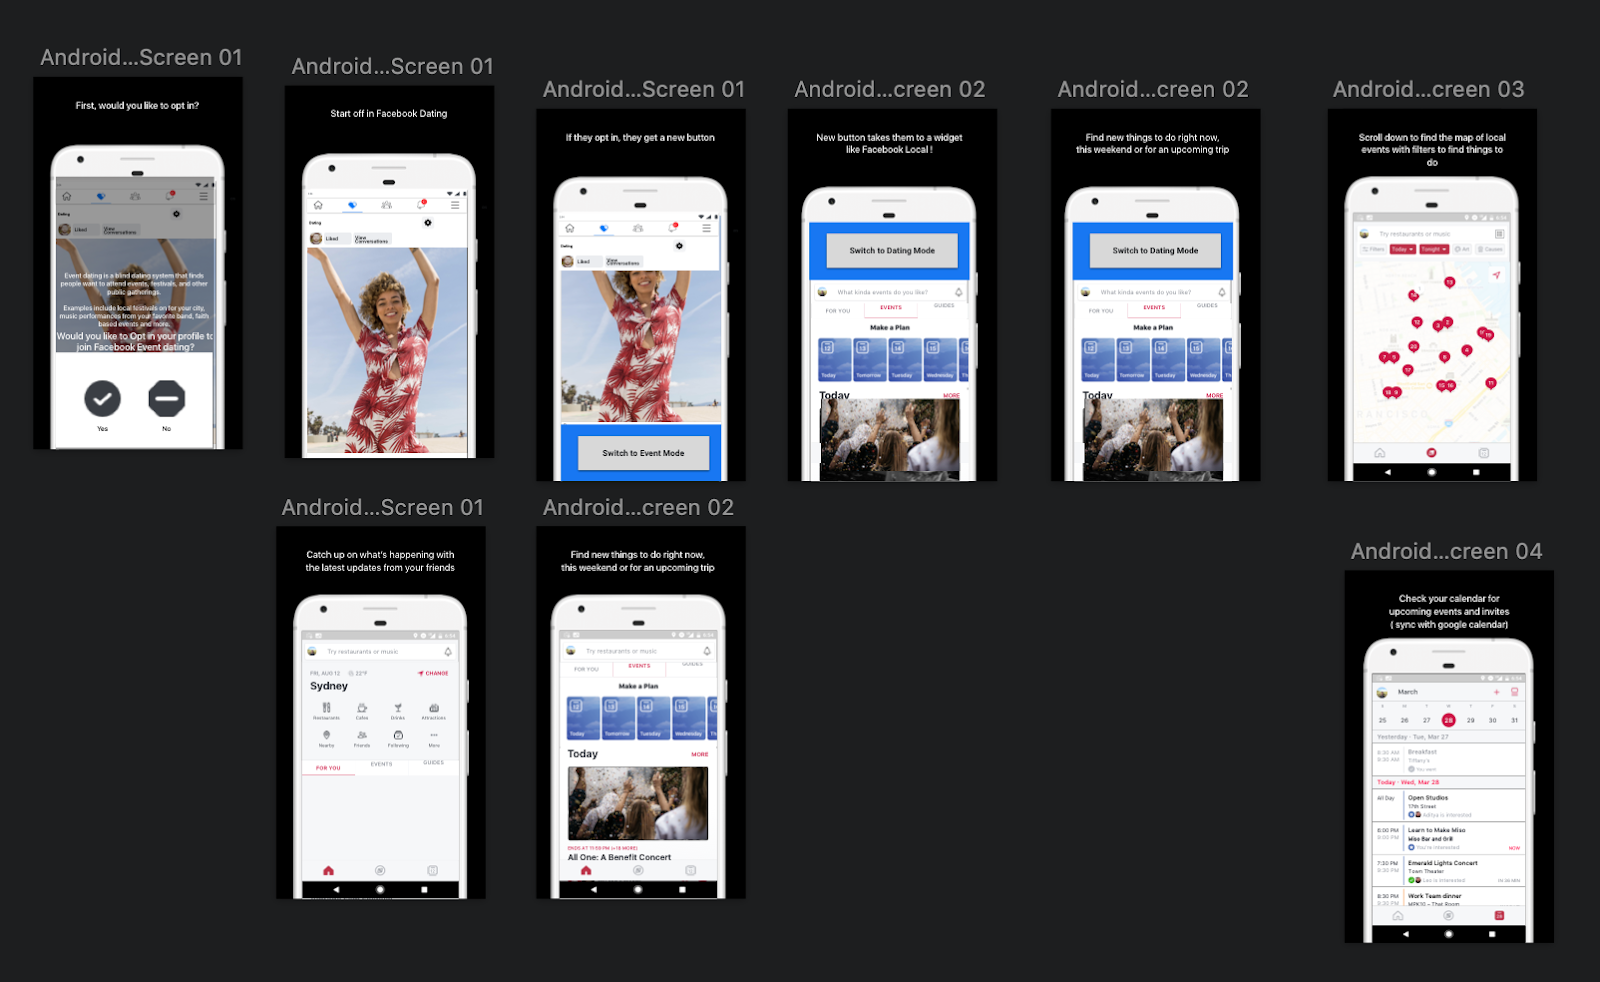 Android...Screen 01
First, would you like to opt in?
Dating
Liked
View
Conversations
Event dating is a blind dating system that finds
people want to attend events, festivals, and other
public gatherings.
Examples include local festivals on for your city,
music performances from your favorite band, faith
based events and more.
Would you like to Opt in your profile to
join Facebook Event dating?
Yes
No
Android...Screen 01
Start off in Facebook Dating
Dating
Liked
View
Conversations
Android...Screen 01
If they opt in, they get a new button
Dating
Liked
View
Conversations
Switch to Event Mode
Android...creen 02
New button takes them to a widget
like Facebook Local !
Switch to Dating Mode
What kinda events do you like?
FOR YOU
EVENTS
GUIDES
Make a Plan
12
13
14
15
Today
Tomorrow
Tuesday
Wednesday
Th
Today
MORE
Android...creen 02
Find new things to do right now,
this weekend or for an upcoming trip
Switch to Dating Mode
What kinda events do you like?
FOR YOU
EVENTS
GUIDES
Make a Plan
12
13
14
15
Today
Tomorrow
Tuesday
Wednesday
Th
Today
MORE
Android...creen 03
Scroll down to find the map of local
events with filters to find things to
do
Try restaurants or music
Filters
Today
Tonight
Art
Causes
Android...Screen 01
Catch up on what's happening with
the latest updates from your friends
Try restaurants or music
FRI, AUG 12
22°F
CHANGE
Sydney
Restaurants
Cafes
Drinks
Attractions
Nearby
Friends
Following
More
FOR YOU
EVENTS
GUIDES
Android...creen 02
Find new things to do right now,
this weekend or for an upcoming trip
Try restaurants or music
FOR YOU
EVENTS
GUIDES
Make a Plan
12
13
14
15
Today
Tomorrow
Tuesday
Wednesday
Th
Today
MORE
ENDS AT 11:59 PM (+18 MORE)
All One: A Benefit Concert
Android...creen 04
Check your calendar for
upcoming events and invites
( sync with google calendar)
March
S M T W T F S
25 26 27 28 29 30 31
Yesterday · Tue, Mar 27
8:30 AM
8:30 AM
Breakfast
Tiffany's
You went
Today · Wed, Mar 28
All Day
Open Studios
17th Street
Aditya is interested
8:00 PM
9:00 PM
Learn to Make Miso
Miso Bar and Grill
You're interested
NOW
7:30 PM
8:30 PM
Emerald Lights Concert
Town Theater
Leo is interested
IN 38 MIN
8:30 PM
8:30 PM
Work Team dinner
MPK20 – Thai Room